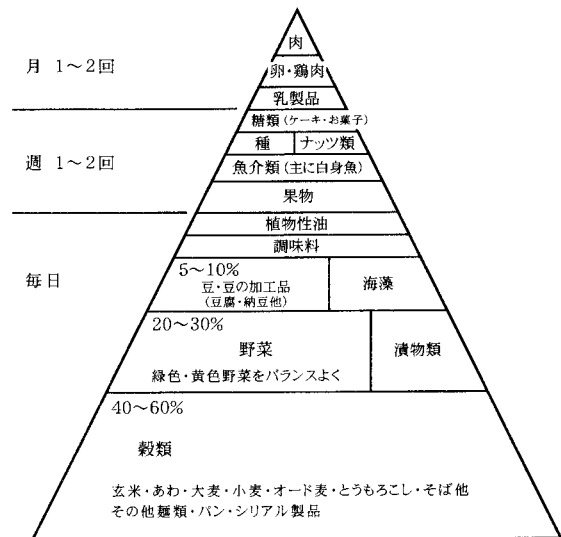 肉
月 1～2回
卵・鶏肉
乳製品
糖類(ケーキ・お菓子)
種
ナッツ類
週 1～2回
魚介類(主に白身魚)
果物
植物性油
調味料
毎日
5～10%
豆・豆の加工品
(豆腐・納豆他)
海藻
20～30%
野菜
漬物類
緑色・黄色野菜をバランスよく
40～60%
穀類
玄米・あわ・大麦・小麦・オード麦・とうもろこし・そば他
その他麺類・パン・シリアル製品